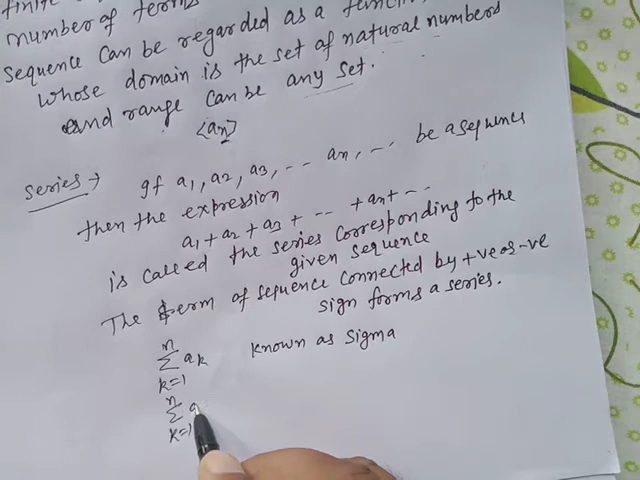 number of terms
sequence can be regarded as a
whose domain is the set of natural numbers
and range can be any set.
⟨an⟩
Series → If a1, a2, a3, -- an, -- be a sequence
then the expression
a1 + a2 + a3 + -- + an + --
is called the series corresponding to the
given sequence
The term of sequence connected by +ve or -ve
sign forms a series.
n
Σ ak known as Sigma
k=1
n
Σ a
k=1